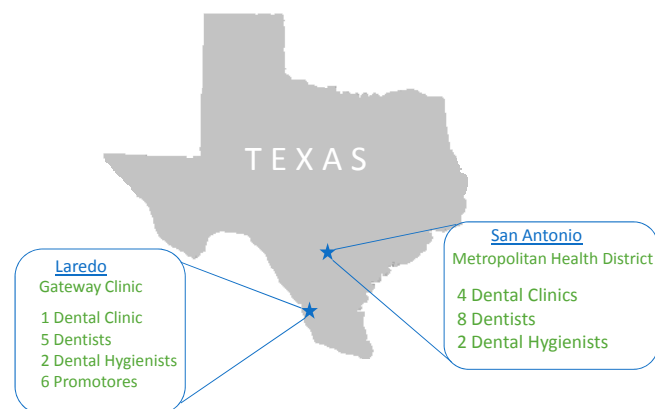 TEXAS
San Antonio
Metropolitan Health District
4 Dental Clinics
8 Dentists
2 Dental Hygienists
Laredo
Gateway Clinic
1 Dental Clinic
5 Dentists
2 Dental Hygienists
6 Promotores